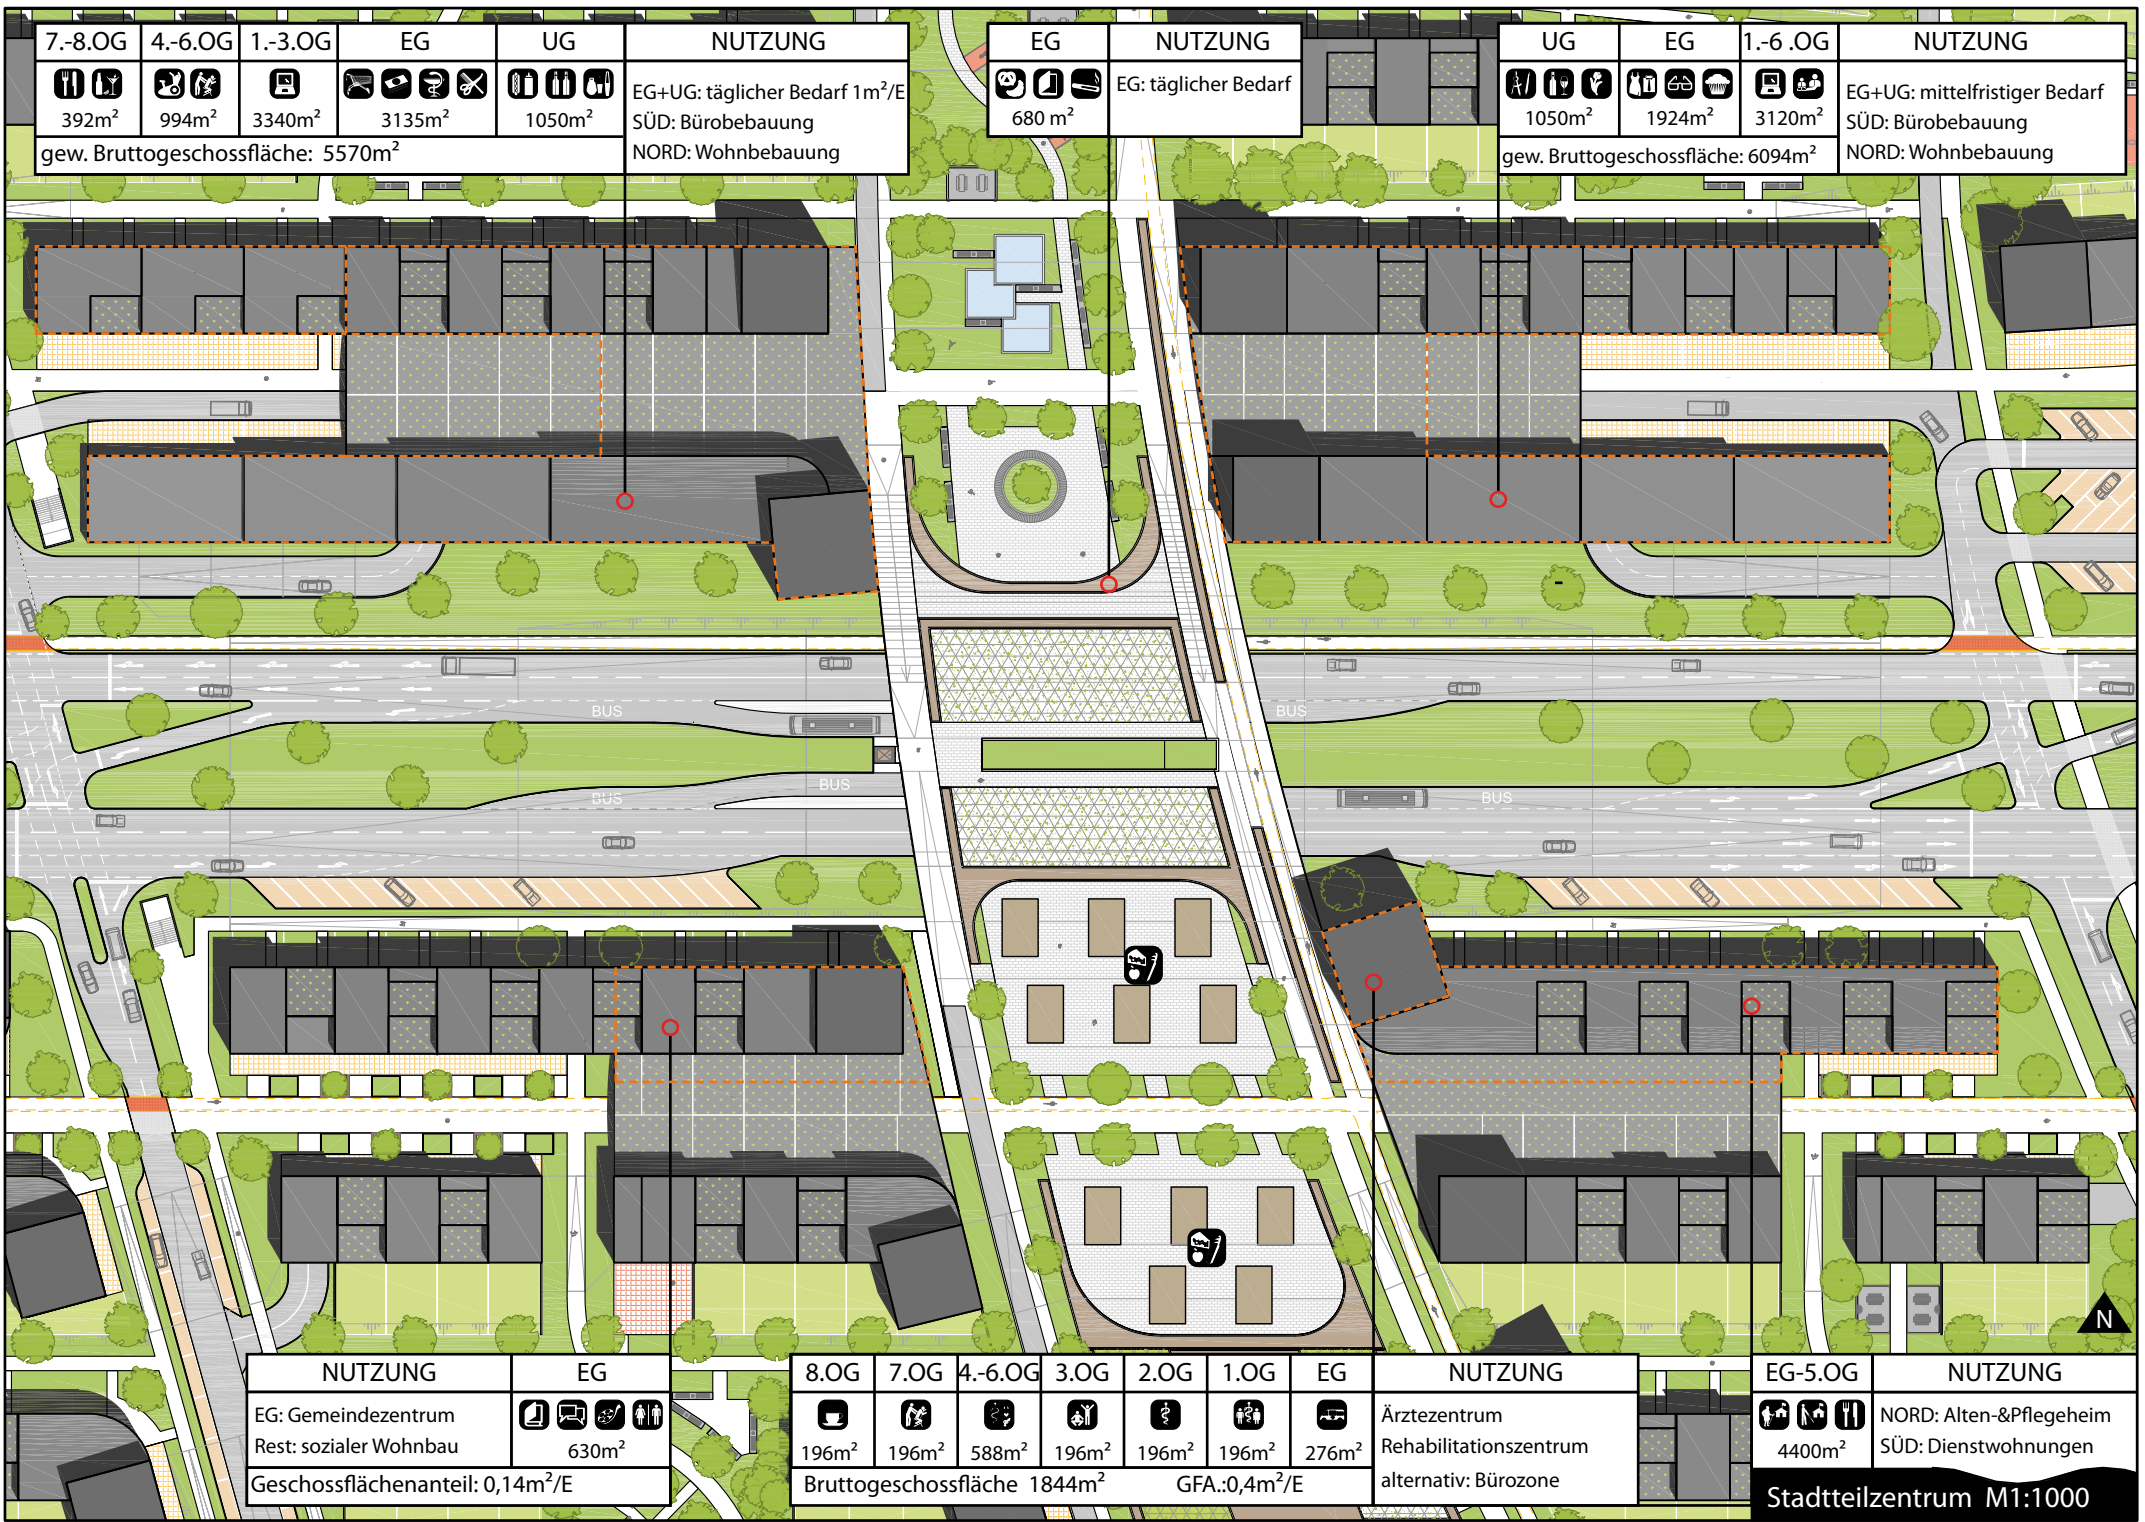 7.-8.OG 4.-6.OG 1.-3.OG EG UG NUTZUNG
392m² 994m² 3340m² 3135m² 1050m²
EG+UG: täglicher Bedarf 1m²/E
SÜD: Bürobebauung
NORD: Wohnbebauung
gew. Bruttogeschossfläche: 5570m²
EG NUTZUNG
680 m²
EG: täglicher Bedarf
UG EG 1.-6 .OG NUTZUNG
1050m² 1924m² 3120m²
EG+UG: mittelfristiger Bedarf
SÜD: Bürobebauung
NORD: Wohnbebauung
gew. Bruttogeschossfläche: 6094m²
BUS
BUS
BUS
BUS
BUS
NUTZUNG EG
EG: Gemeindezentrum
Rest: sozialer Wohnbau
630m²
Geschossflächenanteil: 0,14m²/E
8.OG 7.OG 4.-6.OG 3.OG 2.OG 1.OG EG NUTZUNG
196m² 196m² 588m² 196m² 196m² 196m² 276m²
Ärztezentrum
Rehabilitationszentrum
alternativ: Bürozone
Bruttogeschossfläche 1844m² GFA.:0,4m²/E
N
EG-5.OG NUTZUNG
4400m²
NORD: Alten-&Pflegeheim
SÜD: Dienstwohnungen
Stadtteilzentrum M1:1000